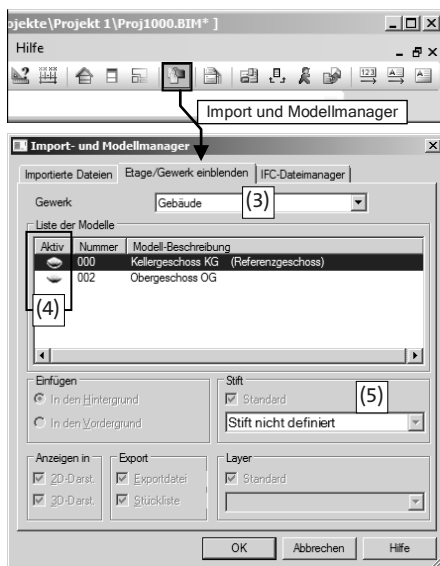 ojekte\Projekt 1\Proj1000.BIM* ]
Hilfe
123
A
A
Import und Modellmanager
Import- und Modellmanager
Importierte Dateien Etage/Gewerk einblenden IFC-Dateimanager
Gewerk Gebäude (3)
Liste der Modelle
Aktiv Nummer Modell-Beschreibung
000 Kellergeschoss KG (Referenzgeschoss)
002 Obergeschoss OG
(4)
Einfügen Stift
In den Hintergrund Standard (5)
In den Vordergrund Stift nicht definiert
Anzeigen in Export Layer
2D-Darst. Exportdatei Standard
3D-Darst. Stückliste
OK Abbrechen Hilfe